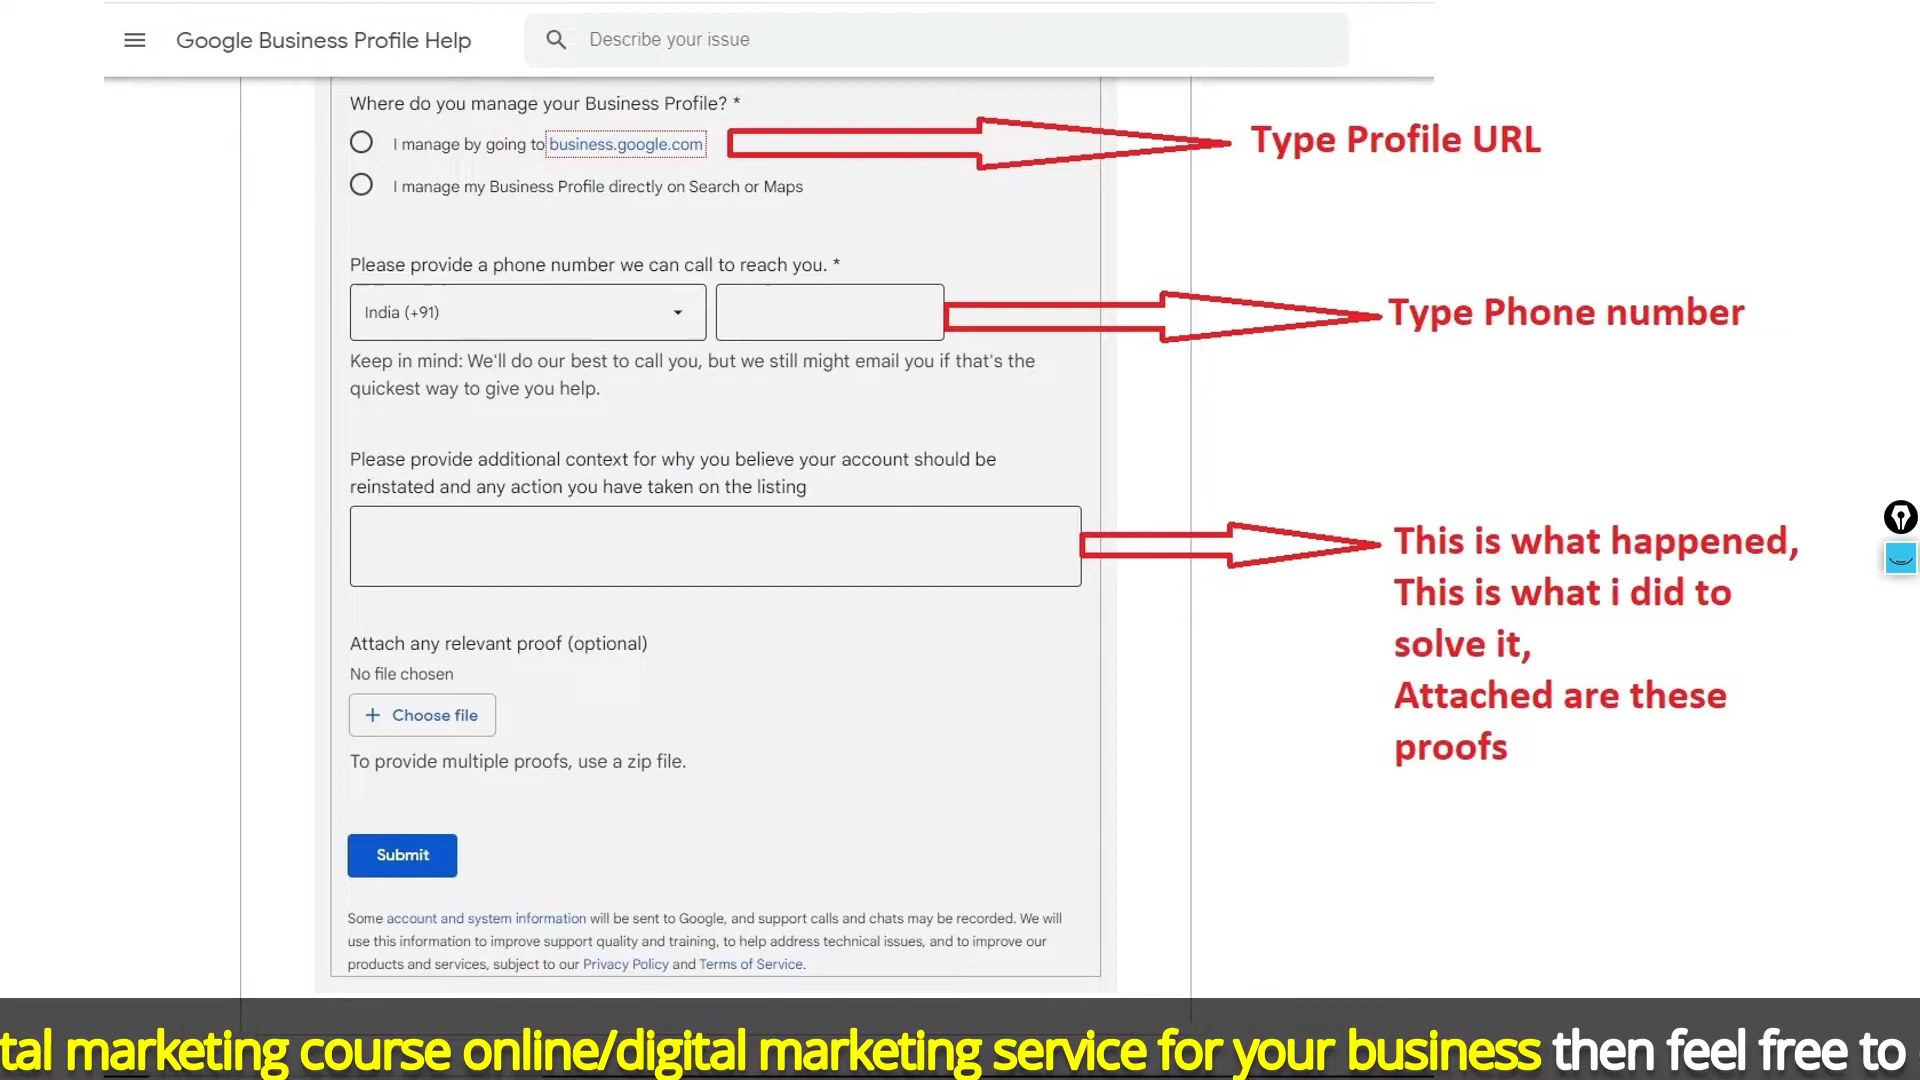 Google Business Profile Help
Describe your issue
Where do you manage your Business Profile? *
I manage by going to business.google.com
Type Profile URL
I manage my Business Profile directly on Search or Maps
Please provide a phone number we can call to reach you. *
India (+91)
Type Phone number
Keep in mind: We'll do our best to call you, but we still might email you if that's the
quickest way to give you help.
Please provide additional context for why you believe your account should be
reinstated and any action you have taken on the listing
This is what happened,
This is what i did to
solve it,
Attached are these
proofs
Attach any relevant proof (optional)
No file chosen
+ Choose file
To provide multiple proofs, use a zip file.
Submit
Some account and system information will be sent to Google, and support calls and chats may be recorded. We will
use this information to improve support quality and training, to help address technical issues, and to improve our
products and services, subject to our Privacy Policy and Terms of Service.
tal marketing course online/digital marketing service for your business then feel free to